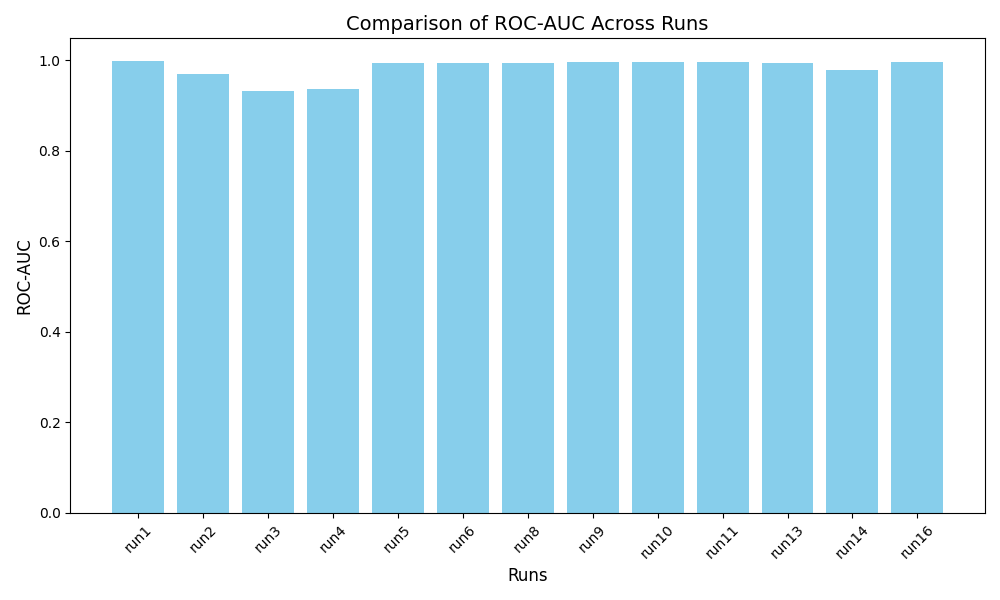 Comparison of ROC-AUC Across Runs
1.0
0.8
0.6
0.4
0.2
0.0
ROC-AUC
run1 run2 run3 run4 run5 run6 run8 run9 run10 run11 run13 run14 run16
Runs